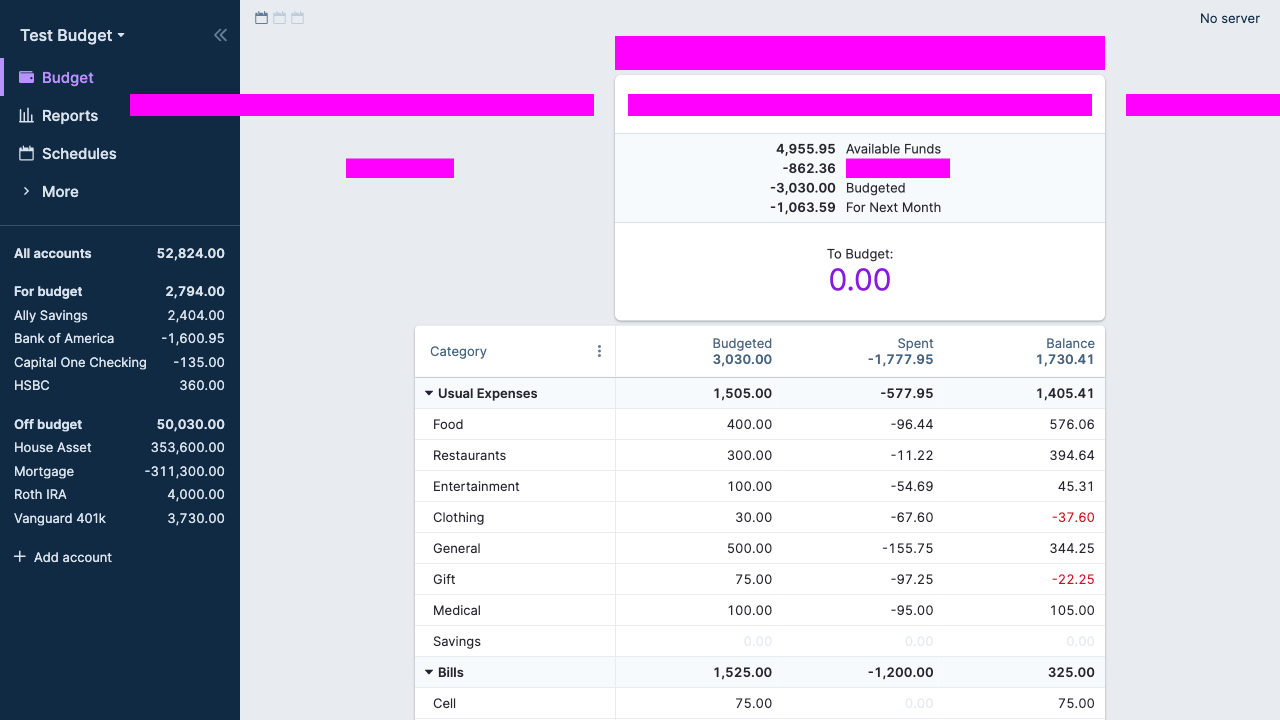 Test Budget
No server
Budget
Reports
Schedules
More
All accounts 52,824.00
For budget 2,794.00
Ally Savings 2,404.00
Bank of America -1,600.95
Capital One Checking -135.00
HSBC 360.00
Off budget 50,030.00
House Asset 353,600.00
Mortgage -311,300.00
Roth IRA 4,000.00
Vanguard 401k 3,730.00
Add account
4,955.95 Available Funds
-862.36
-3,030.00 Budgeted
-1,063.59 For Next Month
To Budget:
0.00
Category Budgeted Spent Balance
3,030.00 -1,777.95 1,730.41
Usual Expenses 1,505.00 -577.95 1,405.41
Food 400.00 -96.44 576.06
Restaurants 300.00 -11.22 394.64
Entertainment 100.00 -54.69 45.31
Clothing 30.00 -67.60 -37.60
General 500.00 -155.75 344.25
Gift 75.00 -97.25 -22.25
Medical 100.00 -95.00 105.00
Savings 0.00 0.00 0.00
Bills 1,525.00 -1,200.00 325.00
Cell 75.00 0.00 75.00